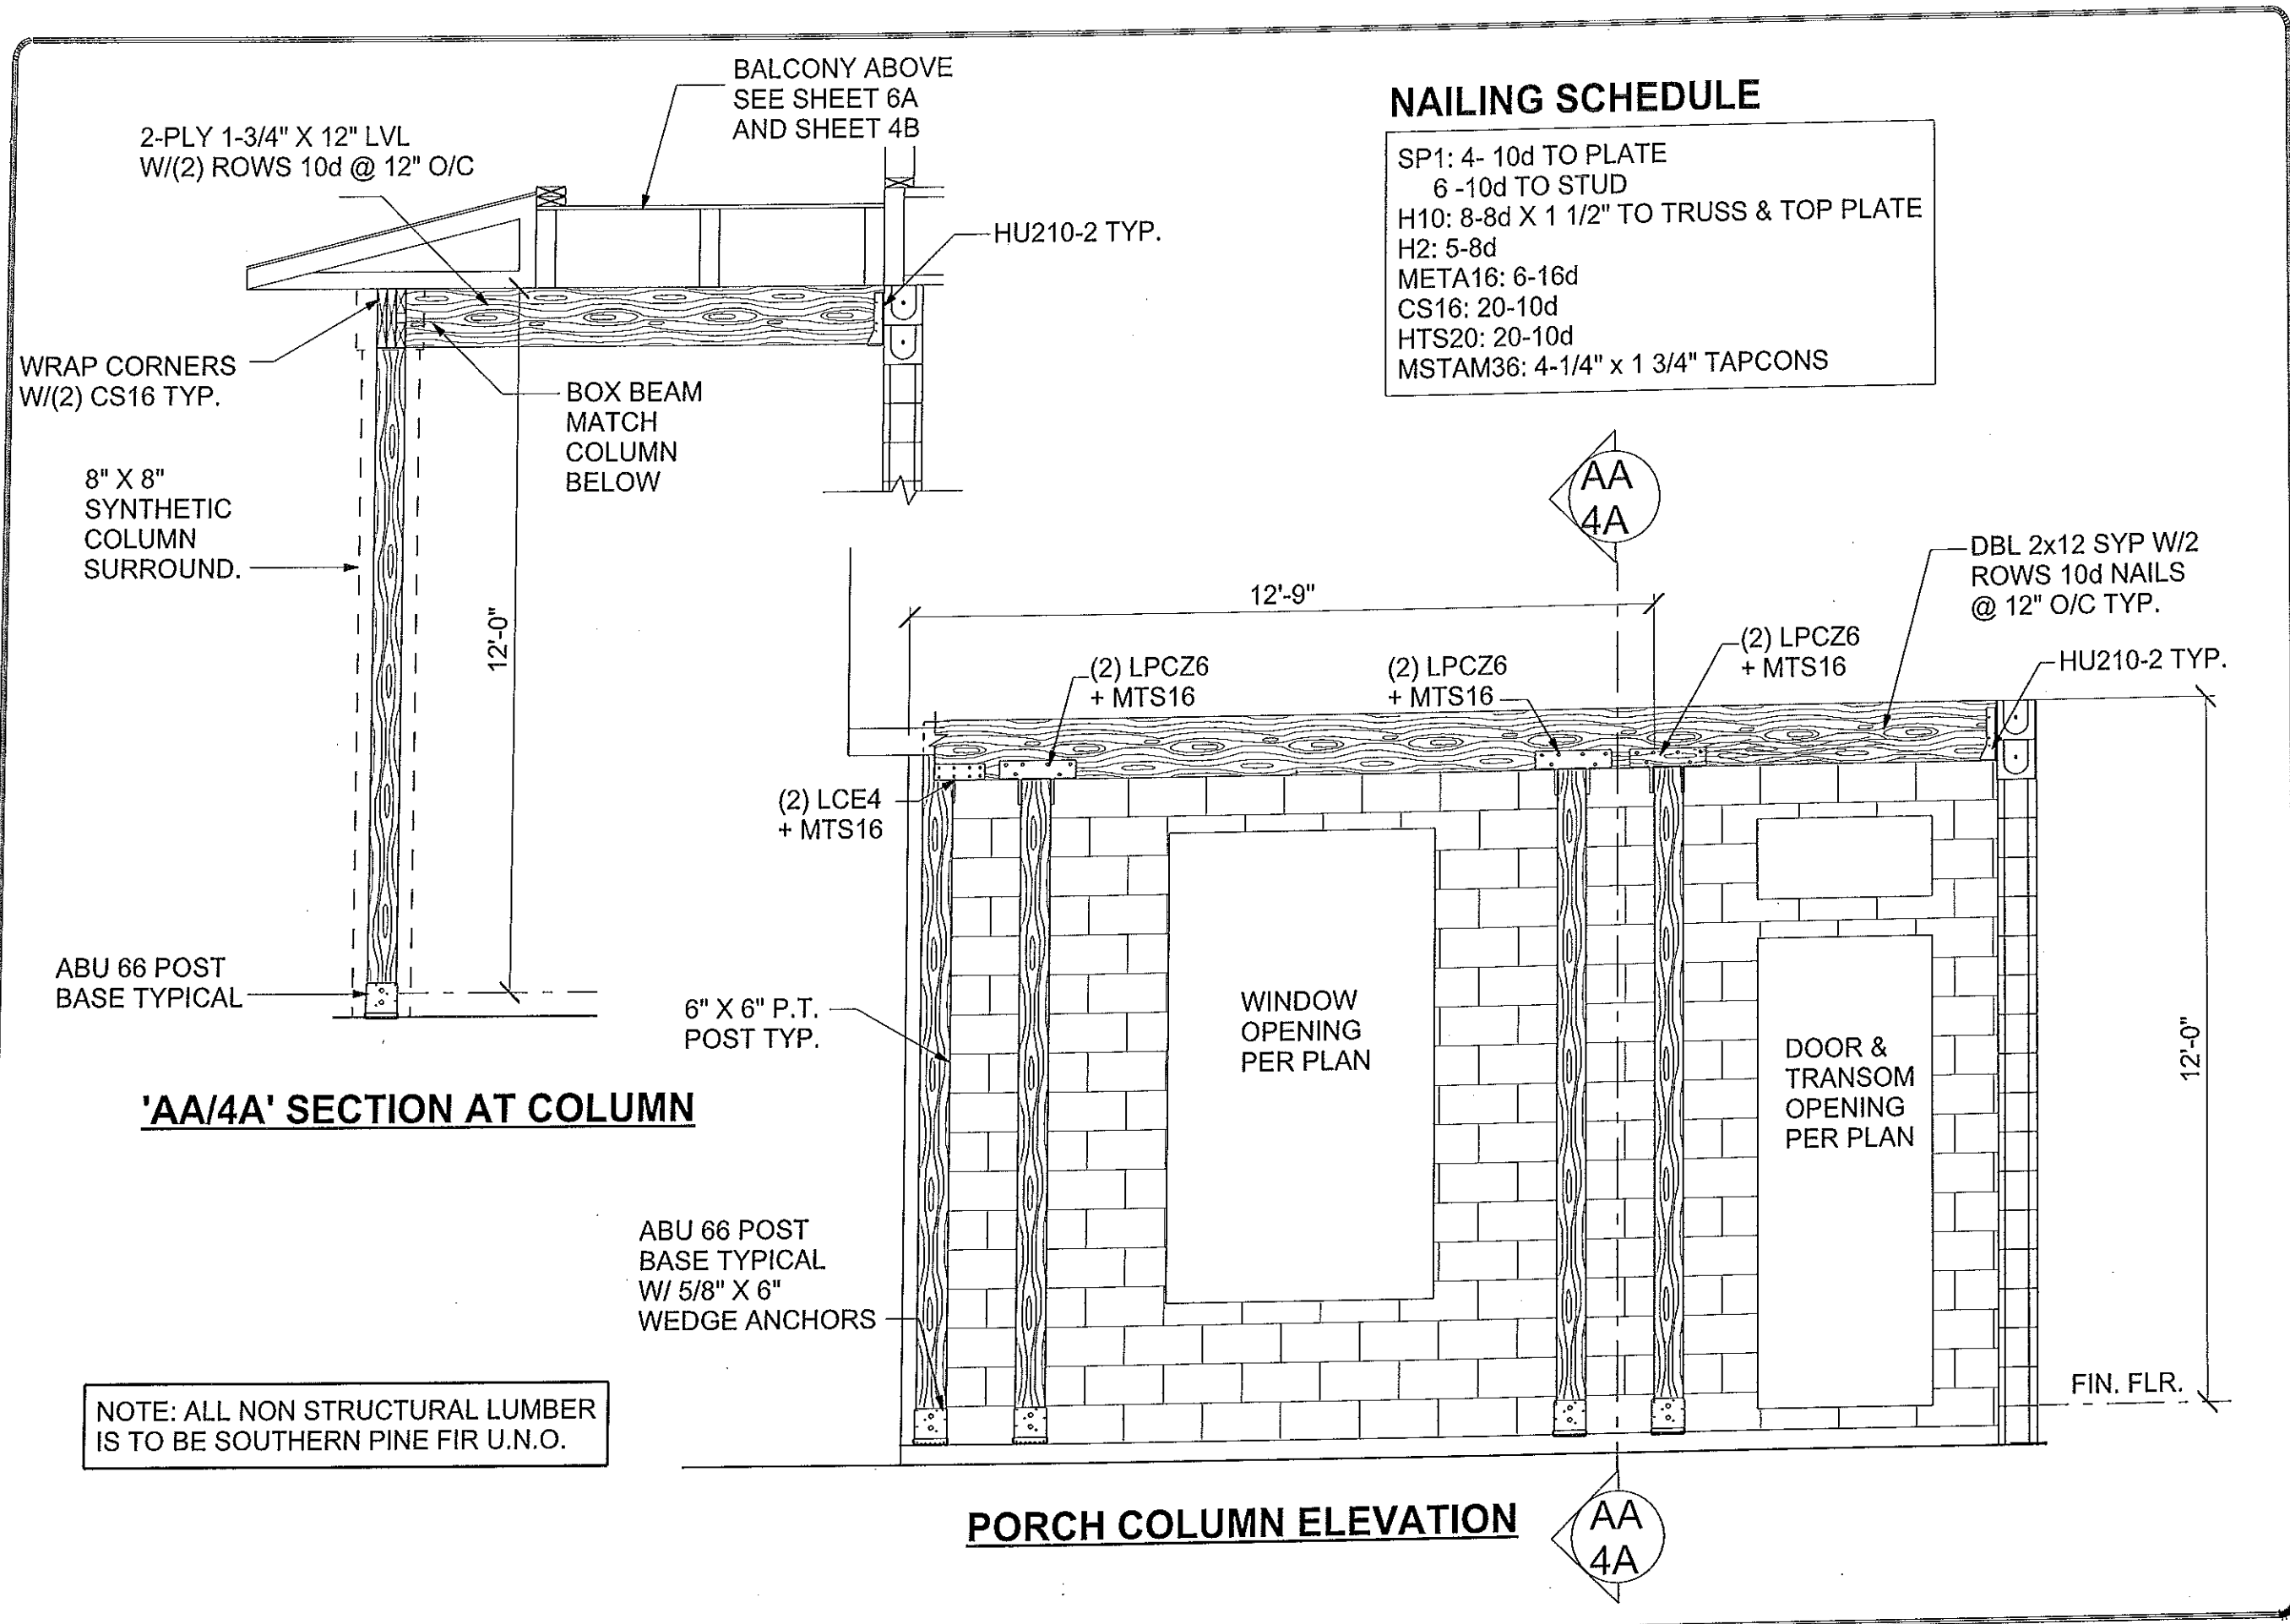 BALCONY ABOVE
SEE SHEET 6A
AND SHEET 4B
2-PLY 1-3/4" X 12" LVL
W/(2) ROWS 10d @ 12" O/C
HU210-2 TYP.
WRAP CORNERS
W/(2) CS16 TYP.
BOX BEAM
MATCH
COLUMN
BELOW
8" X 8"
SYNTHETIC
COLUMN
SURROUND.
12'-0"
ABU 66 POST
BASE TYPICAL
'AA/4A' SECTION AT COLUMN
NAILING SCHEDULE
SP1: 4- 10d TO PLATE
6 -10d TO STUD
H10: 8-8d X 1 1/2" TO TRUSS & TOP PLATE
H2: 5-8d
META16: 6-16d
CS16: 20-10d
HTS20: 20-10d
MSTAM36: 4-1/4" x 1 3/4" TAPCONS
AA
4A
DBL 2x12 SYP W/2
ROWS 10d NAILS
@ 12" O/C TYP.
12'-9"
(2) LPCZ6
+ MTS16
(2) LPCZ6
+ MTS16
(2) LPCZ6
+ MTS16
HU210-2 TYP.
(2) LCE4
+ MTS16
6" X 6" P.T.
POST TYP.
WINDOW
OPENING
PER PLAN
DOOR &
TRANSOM
OPENING
PER PLAN
12'-0"
ABU 66 POST
BASE TYPICAL
W/ 5/8" X 6"
WEDGE ANCHORS
FIN. FLR.
NOTE: ALL NON STRUCTURAL LUMBER
IS TO BE SOUTHERN PINE FIR U.N.O.
PORCH COLUMN ELEVATION
AA
4A